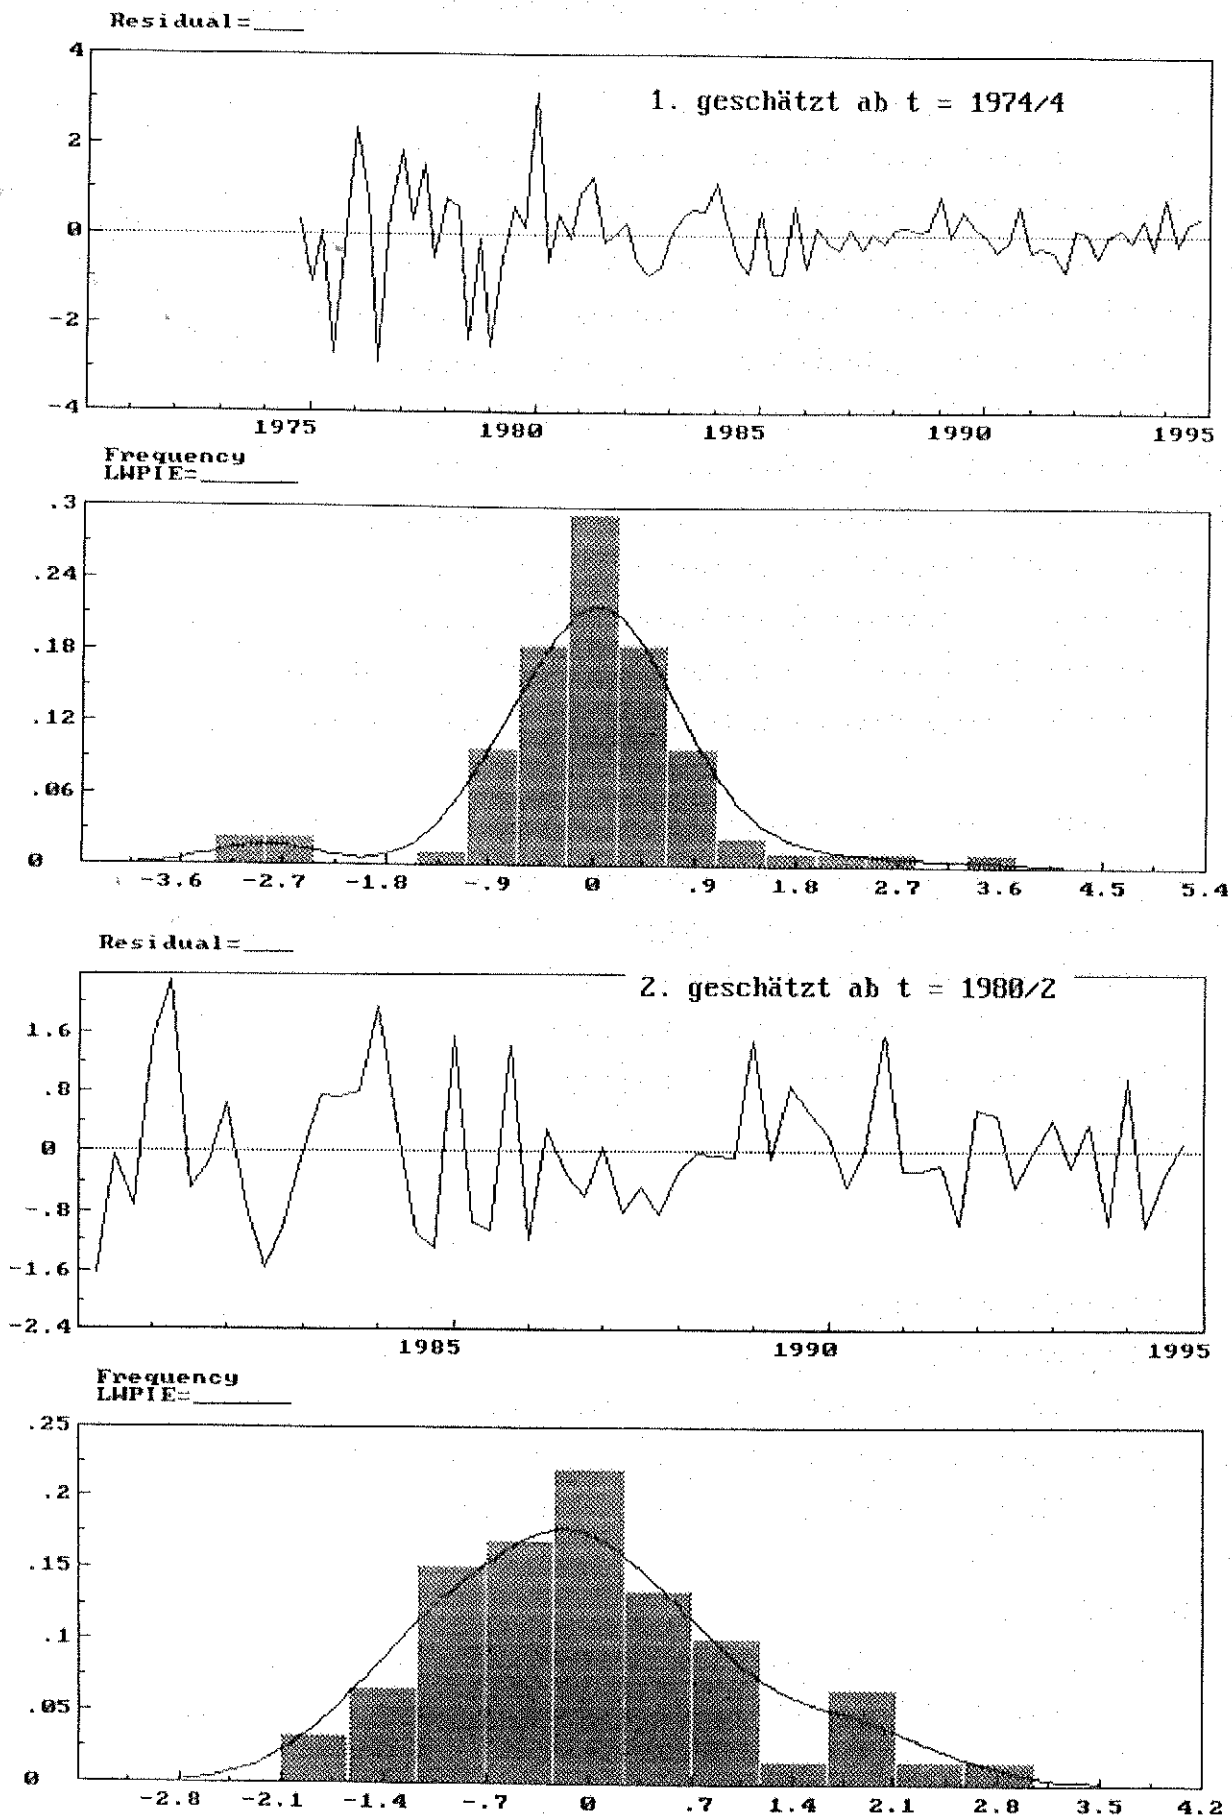 Residual=___
4
1. geschätzt ab t = 1974/4
2
0
-2
-4
1975 1980 1985 1990 1995
Frequency
LWPIE=_______
.3
.24
.18
.12
.06
0
-3.6 -2.7 -1.8 -.9 0 .9 1.8 2.7 3.6 4.5 5.4
Residual=___
2. geschätzt ab t = 1980/2
1.6
.8
0
-.8
-1.6
-2.4
1985 1990 1995
Frequency
LWPIE=_______
.25
.2
.15
.1
.05
0
-2.8 -2.1 -1.4 -.7 0 .7 1.4 2.1 2.8 3.5 4.2